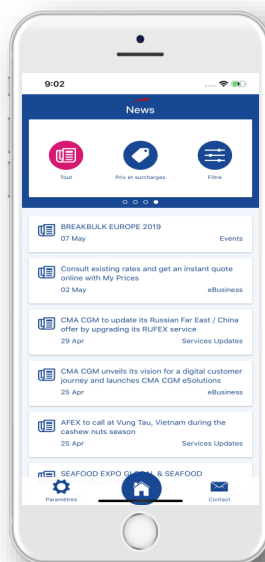 9:02
News
Tout
Prix et surcharges
Filtre
BREAKBULK EUROPE 2019
07 May
Events
Consult existing rates and get an instant quote
online with My Prices
02 May
eBusiness
CMA CGM to update its Russian Far East / China
offer by upgrading its RUFEX service
29 Apr
Services Updates
CMA CGM unveils its vision for a digital customer
journey and launches CMA CGM eSolutions
25 Apr
eBusiness
AFEX to call at Vung Tau, Vietnam during the
cashew nuts season
25 Apr
Services Updates
SEAFOOD EXPO GLOBAL & SEAFOOD
Paramètres
Contact